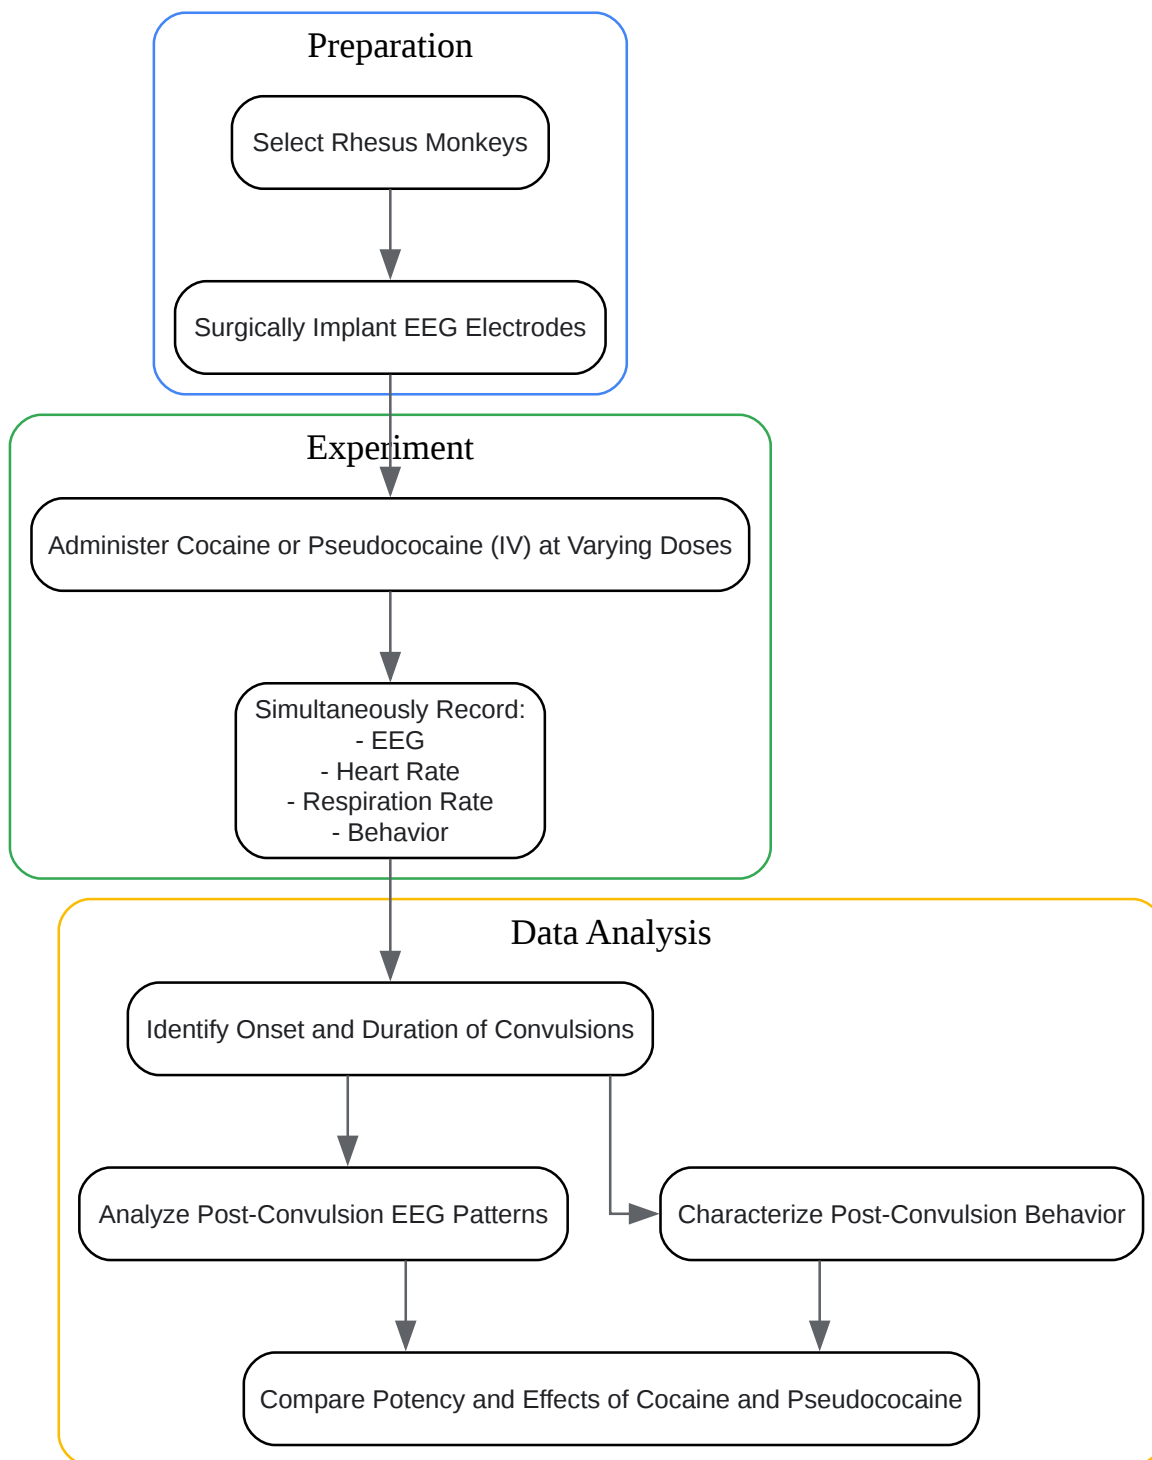 Preparation
Select Rhesus Monkeys
Surgically Implant EEG Electrodes
Experiment
Administer Cocaine or Pseudococaine (IV) at Varying Doses
Simultaneously Record:
- EEG
- Heart Rate
- Respiration Rate
- Behavior
Data Analysis
Identify Onset and Duration of Convulsions
Analyze Post-Convulsion EEG Patterns
Characterize Post-Convulsion Behavior
Compare Potency and Effects of Cocaine and Pseudococaine